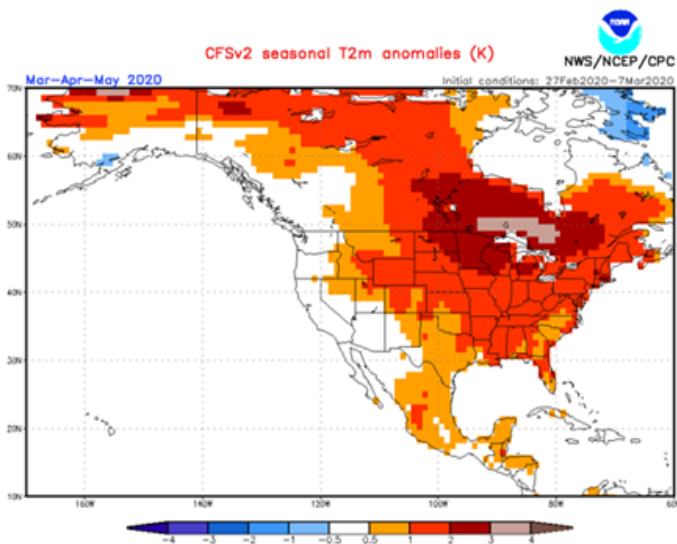 NOAA
CFSv2 seasonal T2m anomalies (K)
NWS/NCEP/CPC
Mar-Apr-May 2020
Initial conditions: 27Feb2020-7Mar2020
70N
60N
50N
40N
30N
20N
10N
160W 140W 120W 100W 80W 60
-4 -3 -2 -1 -0.5 0.5 1 2 3 4